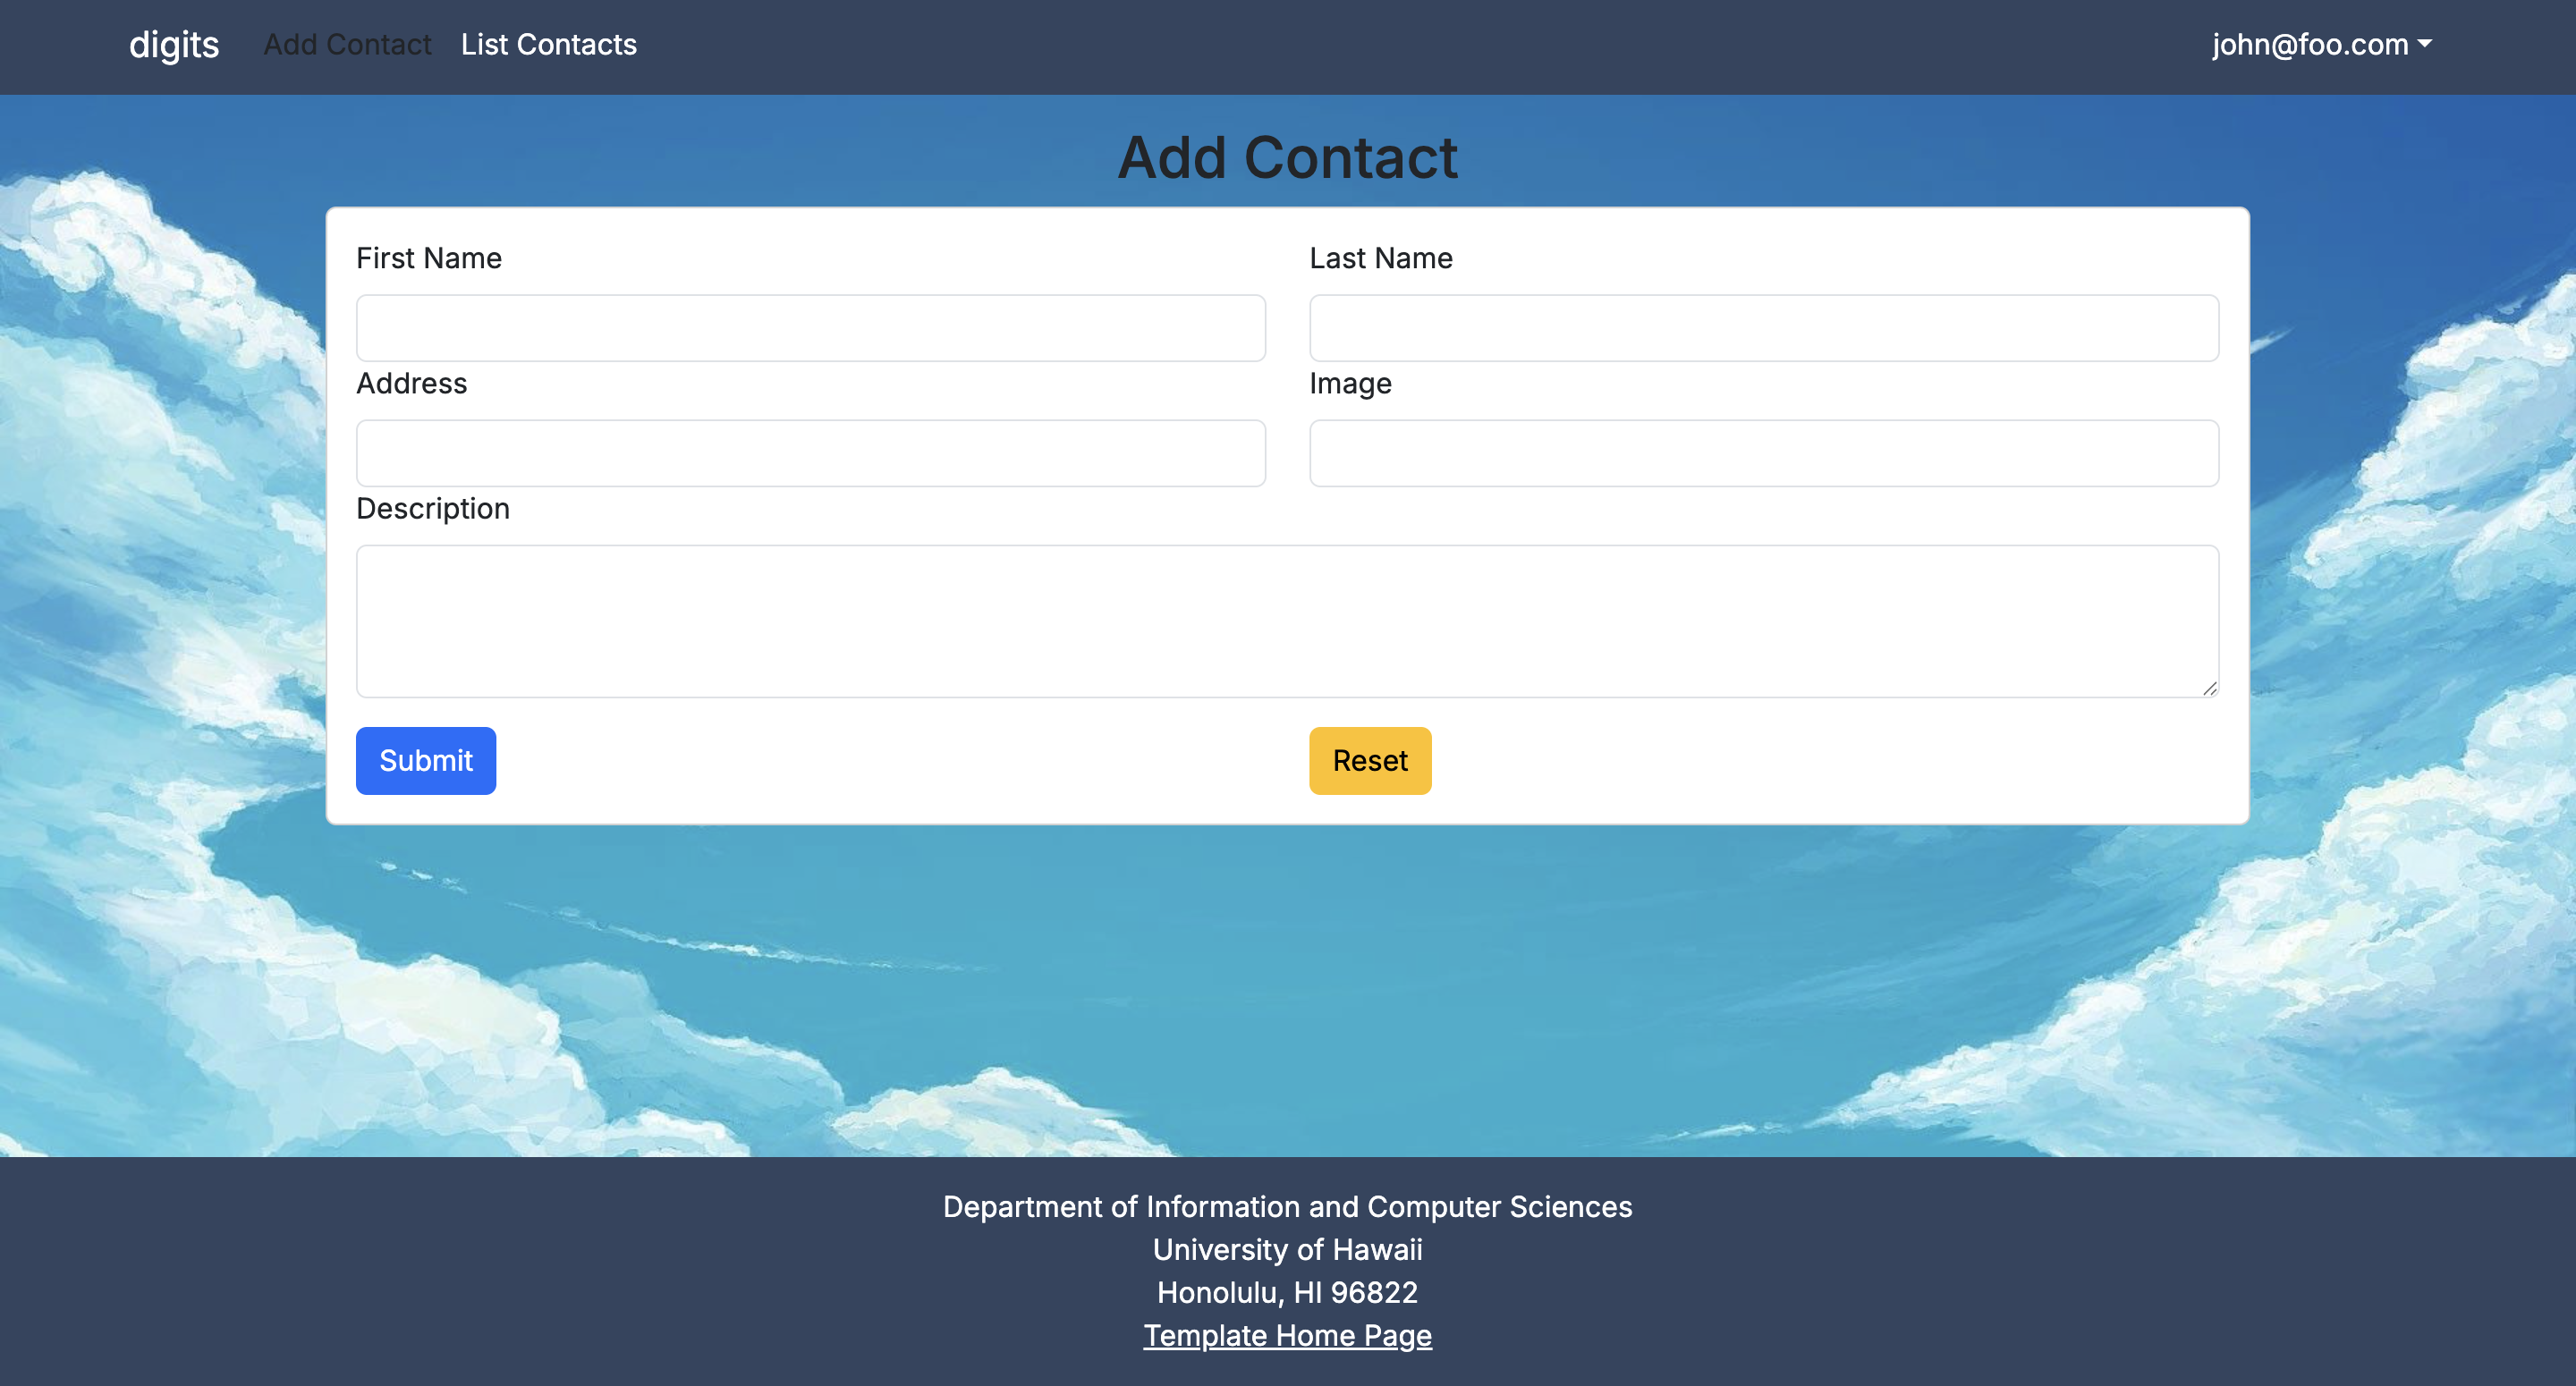 digits Add Contact List Contacts john@foo.com
Add Contact
First Name Last Name
Address Image
Description
Submit Reset
Department of Information and Computer Sciences
University of Hawaii
Honolulu, HI 96822
Template Home Page